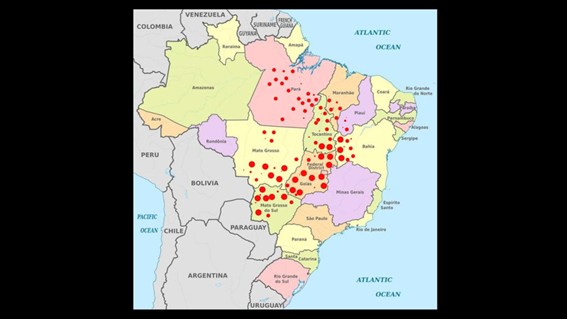 VENEZUELA
COLOMBIA
GUYANA
SURINAME
FRENCH
GUIANA
ATLANTIC
OCEAN
Roraima
Amapá
Amazonas
Pará
Maranhão
Ceará
Rio Grande
do Norte
Piauí
Pernambuco
Alagoas
Sergipe
Acre
Rondônia
Tocantins
Bahia
Mato Grosso
PERU
BOLIVIA
Federal
District
Goiás
Minas Gerais
Mato Grosso
do Sul
Espírito
Santo
São Paulo
Rio de Janeiro
PACIFIC
OCEAN
CHILE
PARAGUAY
Paraná
Santa
Catarina
ARGENTINA
Rio Grande
do Sul
ATLANTIC
OCEAN
URUGUAY